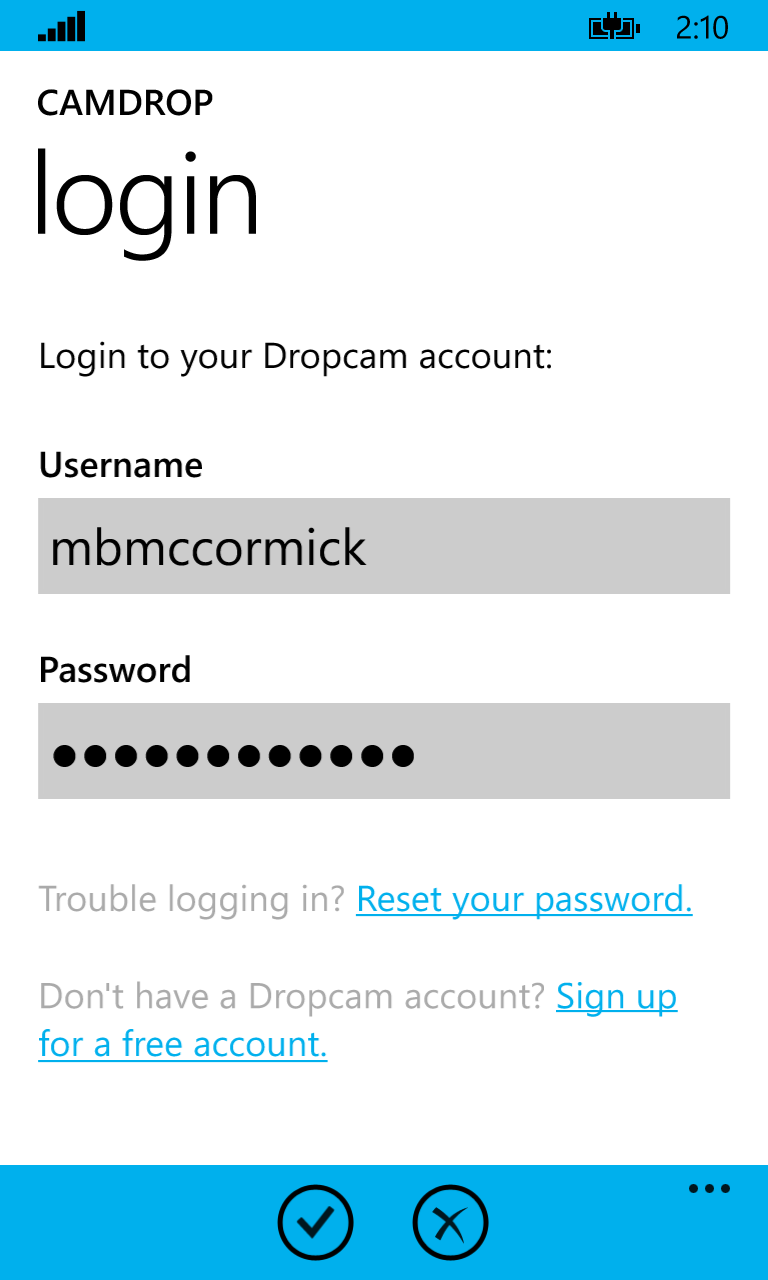 2:10
CAMDROP
login
Login to your Dropcam account:
Username
mbmccormick
Password
●●●●●●●●●●●●
Trouble logging in? Reset your password.
Don't have a Dropcam account? Sign up
for a free account.